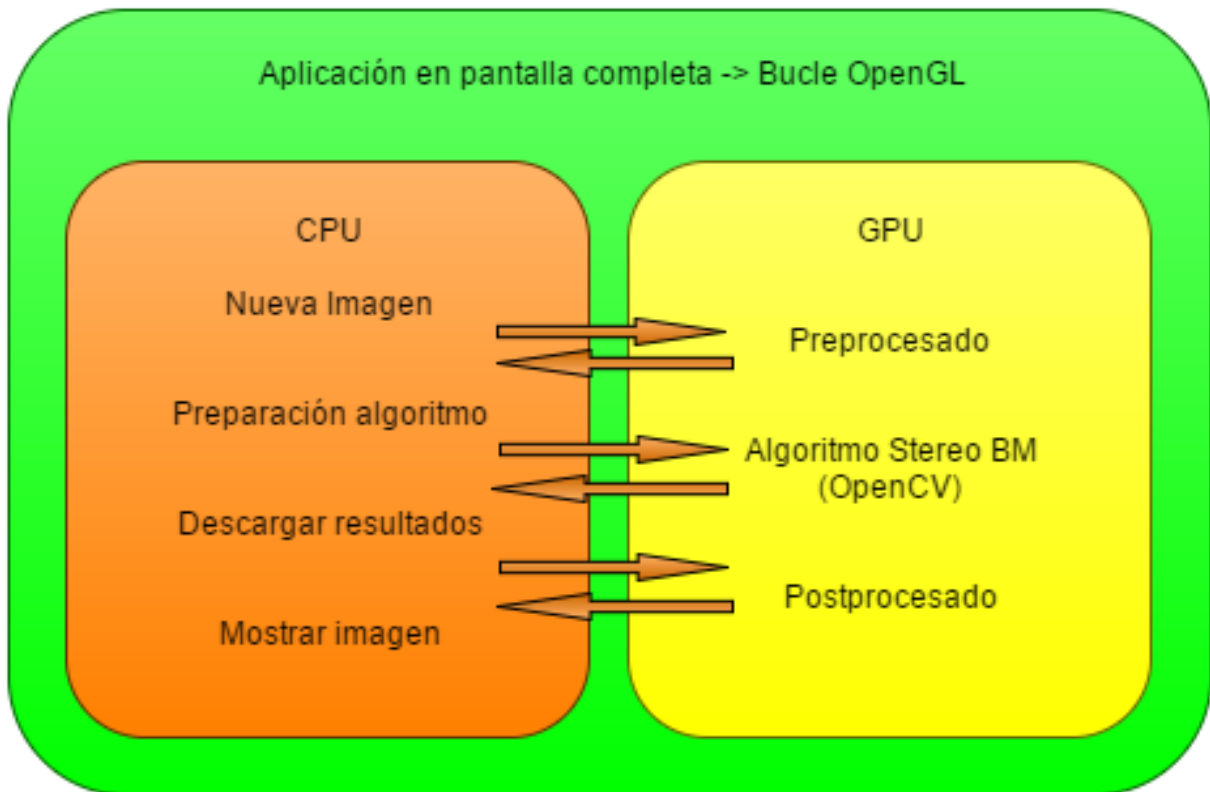 Aplicación en pantalla completa -> Bucle OpenGL
CPU
Nueva Imagen
Preparación algoritmo
Descargar resultados
Mostrar imagen
GPU
Preprocesado
Algoritmo Stereo BM
(OpenCV)
Postprocesado